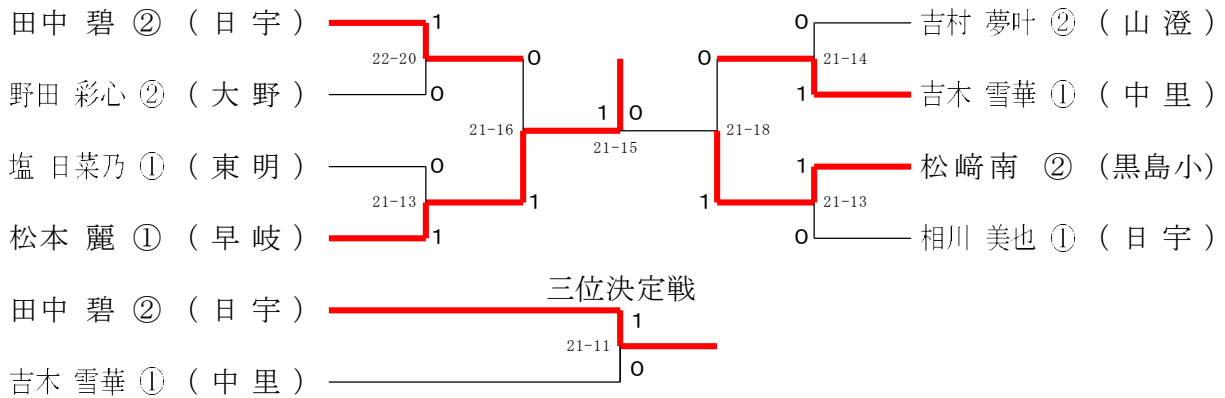 田中 碧 ② ( 日 宇 ) 1 0 吉村 夢叶 ② ( 山 澄 )
22-20 0 0 21-14
野田 彩心 ② ( 大 野 ) 0 1 吉木 雪華 ① ( 中 里 )
1 0
21-16 21-15 21-18
塩 日菜乃 ① ( 東 明 ) 0 1 松﨑南 ② (黒島小)
21-13 1 1 21-13
松本 麗 ① ( 早 岐 ) 1 0 相川 美也 ① ( 日 宇 )
三位決定戦
田中 碧 ② ( 日 宇 ) 1
21-11
吉木 雪華 ① ( 中 里 ) 0